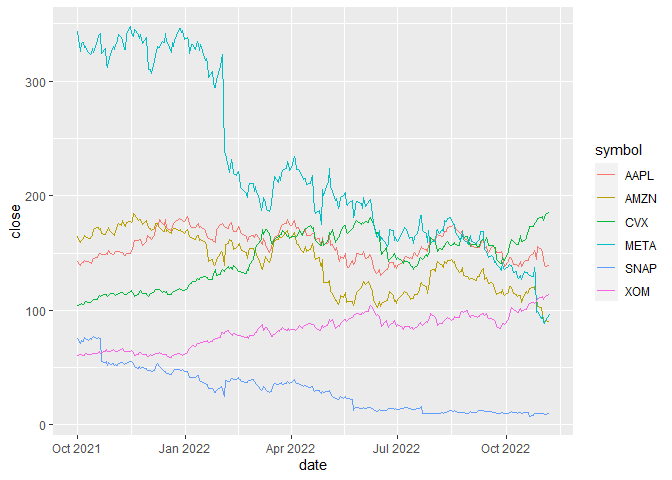 300
200
100
0
close
Oct 2021 Jan 2022 Apr 2022 Jul 2022 Oct 2022
date
symbol
AAPL
AMZN
CVX
META
SNAP
XOM